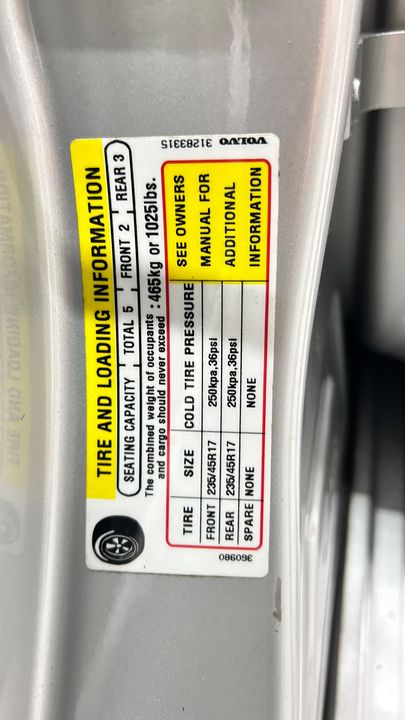 TIRE AND LOADING INFORMATION
SEATING CAPACITY TOTAL 5 FRONT 2 REAR 3
The combined weight of occupants
and cargo should never exceed : 465kg or 1025lbs.
TIRE SIZE COLD TIRE PRESSURE
FRONT 235/45R17 250kpa,36psi
REAR 235/45R17 250kpa,36psi
SPARE NONE NONE
SEE OWNERS
MANUAL FOR
ADDITIONAL
INFORMATION
VOLVO 31283315
360980